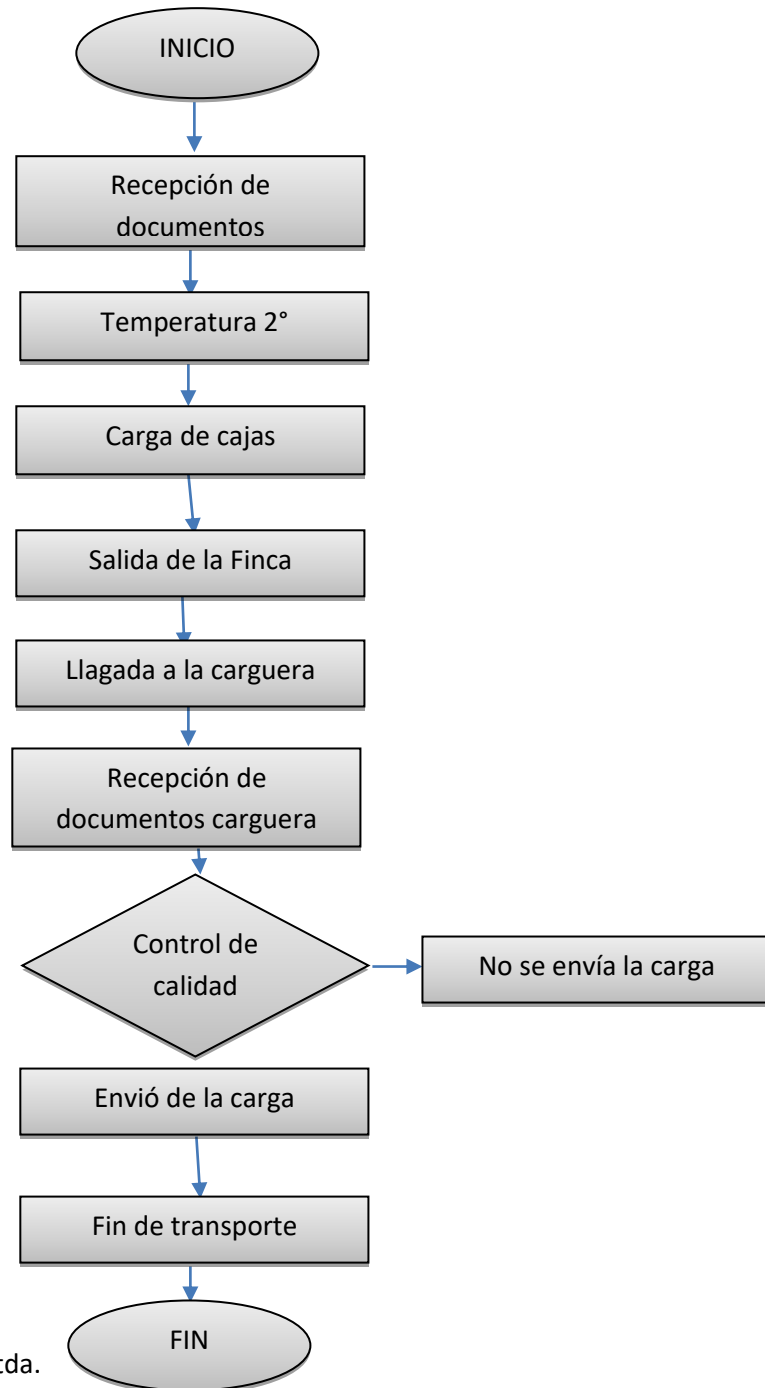 INICIO
Recepción de
documentos
Temperatura 2°
Carga de cajas
Salida de la Finca
Llagada a la carguera
Recepción de
documentos carguera
Control de
calidad
No se envía la carga
Envió de la carga
Fin de transporte
FIN
tda.